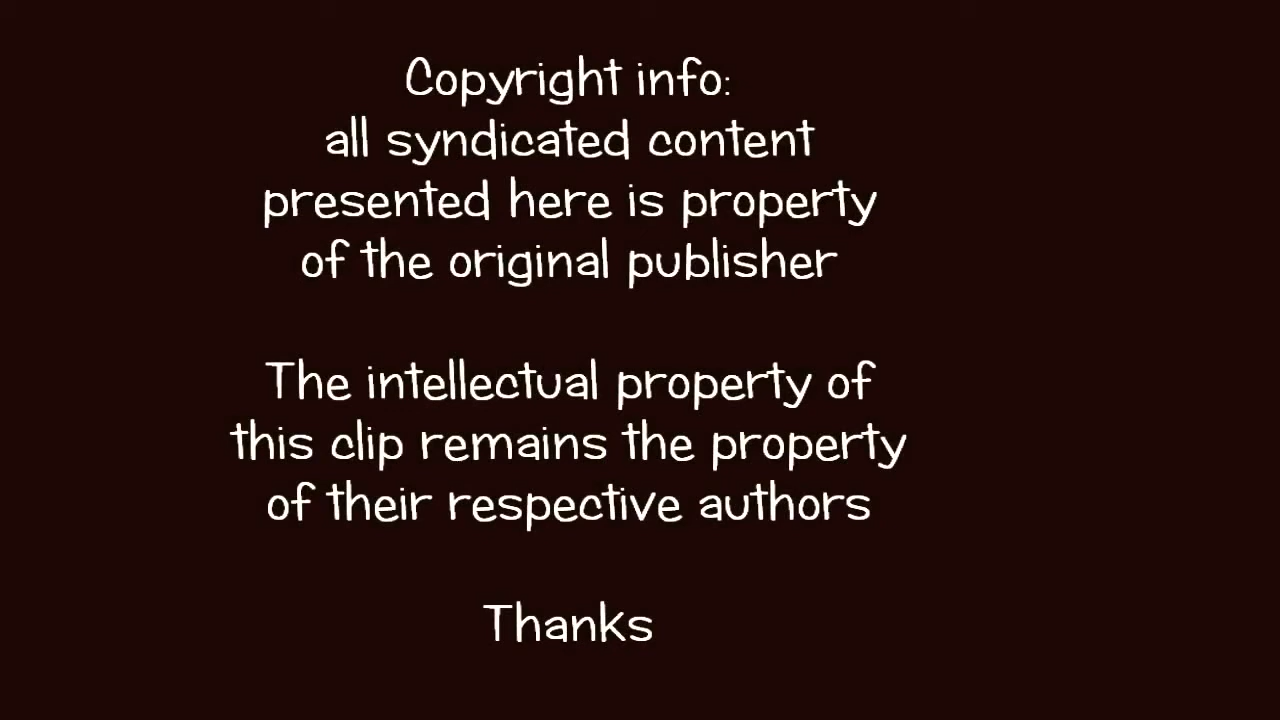 Copyright info:
all syndicated content
presented here is property
of the original publisher
The intellectual property of
this clip remains the property
of their respective authors
Thanks